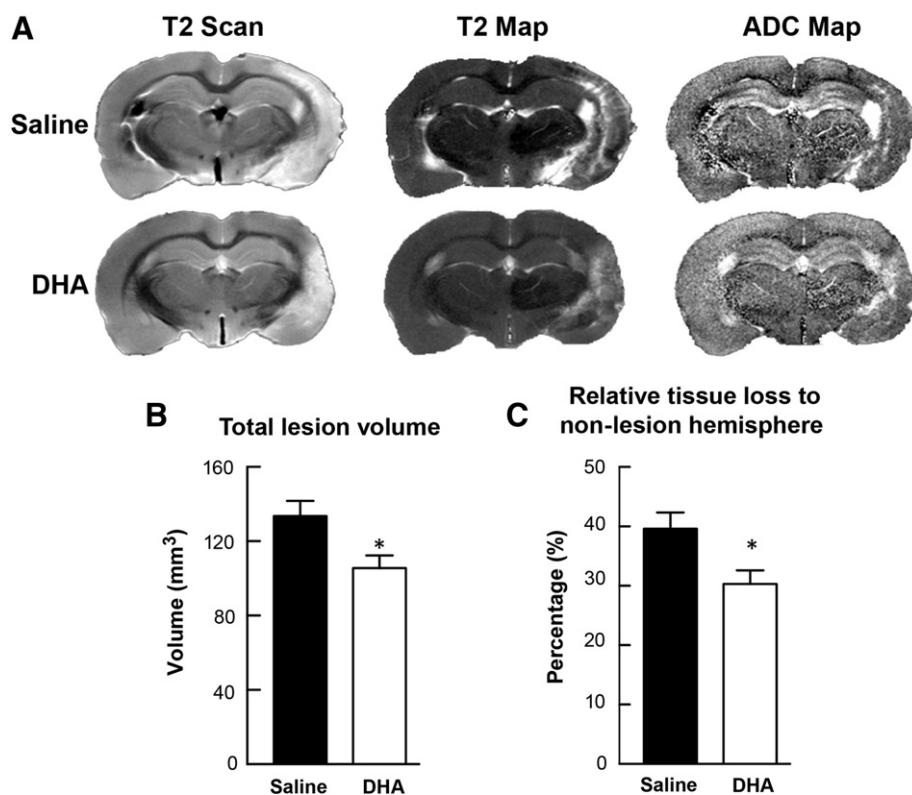 A
T2 Scan
T2 Map
ADC Map
Saline
DHA
B
Total lesion volume
Volume (mm³)
160
120
80
40
0
*
Saline
DHA
C
Relative tissue loss to
non-lesion hemisphere
Percentage (%)
50
40
30
20
10
0
*
Saline
DHA